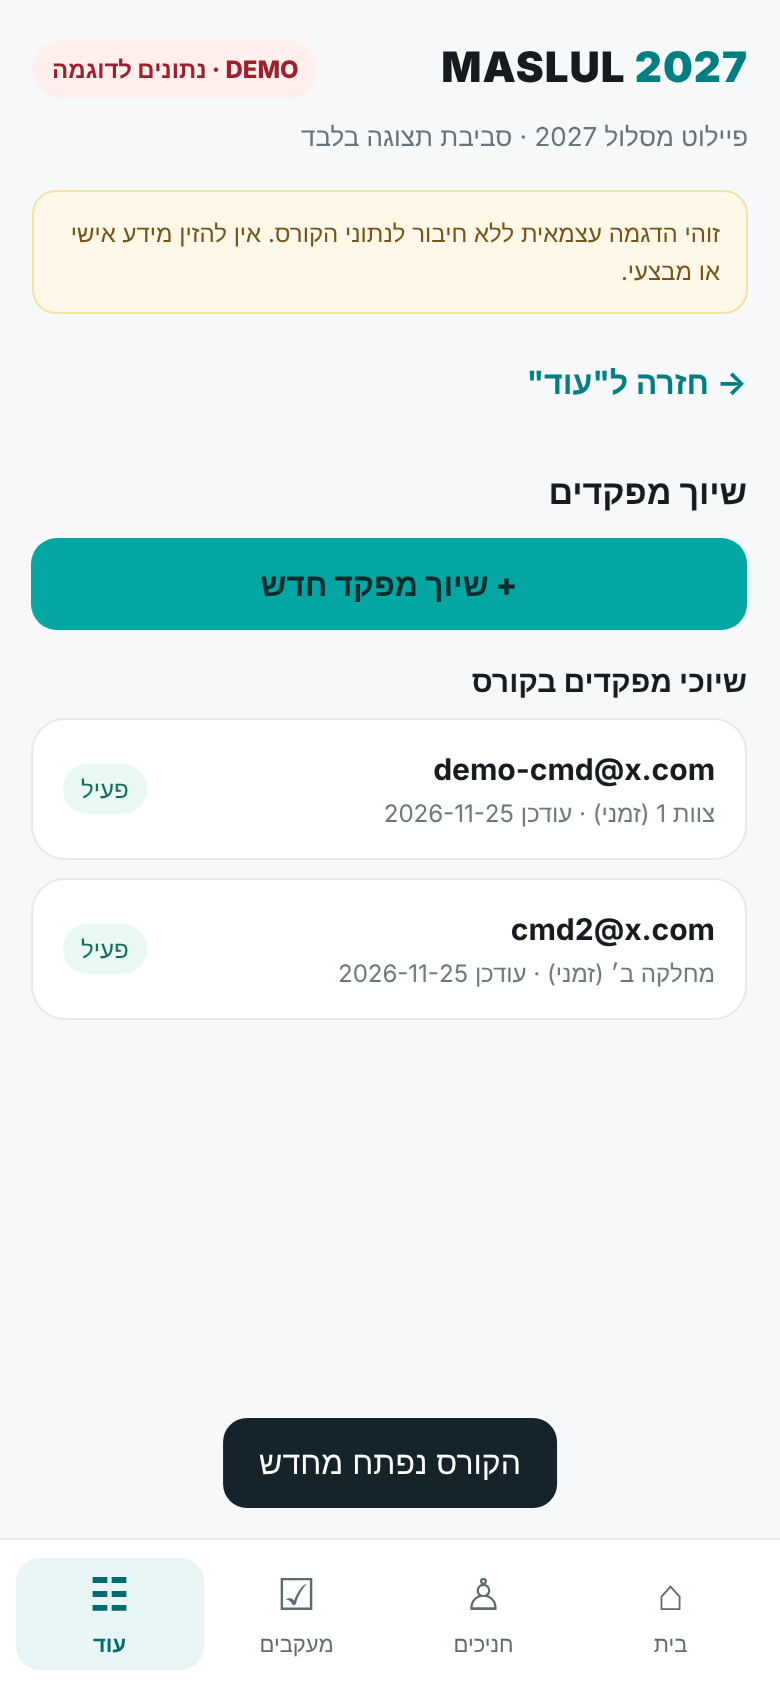 MASLUL 2027
DEMO · נתונים לדוגמה
פיילוט מסלול 2027 · סביבת תצוגה בלבד
זוהי הדגמה עצמאית ללא חיבור לנתוני הקורס. אין להזין מידע אישי
או מבצעי.
→ חזרה ל"עוד"
שיוך מפקדים
+ שיוך מפקד חדש
שיוכי מפקדים בקורס
demo-cmd@x.com
צוות 1 (זמני) · עודכן 2026-11-25
פעיל
cmd2@x.com
מחלקה ב׳ (זמני) · עודכן 2026-11-25
פעיל
הקורס נפתח מחדש
בית
חניכים
מעקבים
עוד